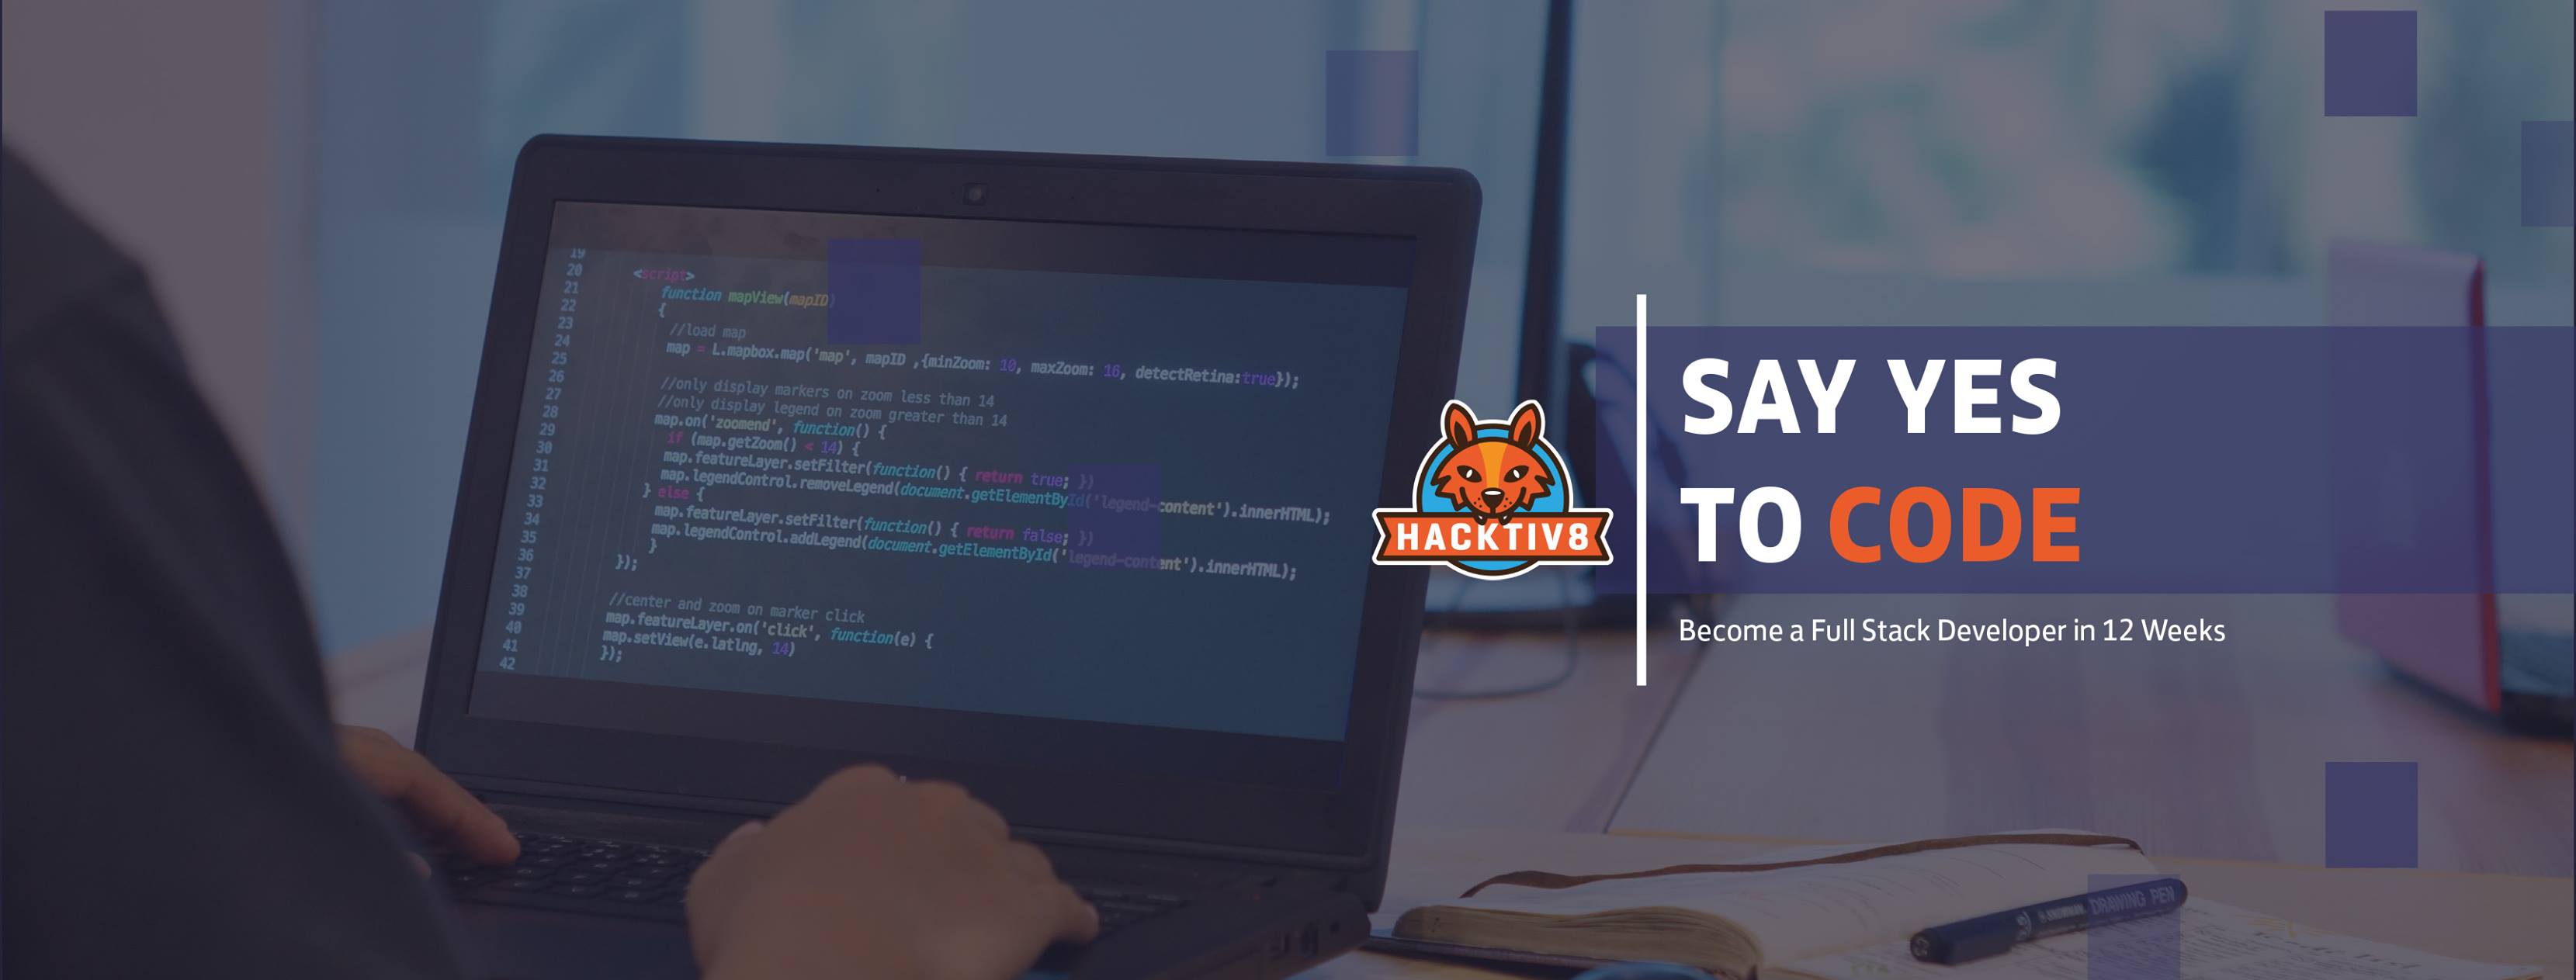 19
20 <script>
21 function mapView(mapID)
22 {
23 //load map
24 map = L.mapbox.map('map', mapID ,{minZoom: 10, maxZoom: 16, detectRetina:true});
25
26 //only display markers on zoom less than 14
27 //only display legend on zoom greater than 14
28 map.on('zoomend', function() {
29 if (map.getZoom() < 14) {
30 map.featureLayer.setFilter(function() { return true; })
31 map.legendControl.removeLegend(document.getElementById('legend-content').innerHTML);
32 } else {
33 map.featureLayer.setFilter(function() { return false; })
34 map.legendControl.addLegend(document.getElementById('legend-content').innerHTML);
35 }
36 });
37
38 //center and zoom on marker click
39 map.featureLayer.on('click', function(e) {
40 map.setView(e.latlng, 14)
41 });
42
HACKTIV8
SAY YES
TO CODE
Become a Full Stack Developer in 12 Weeks
SNOWMAN DRAWING PEN